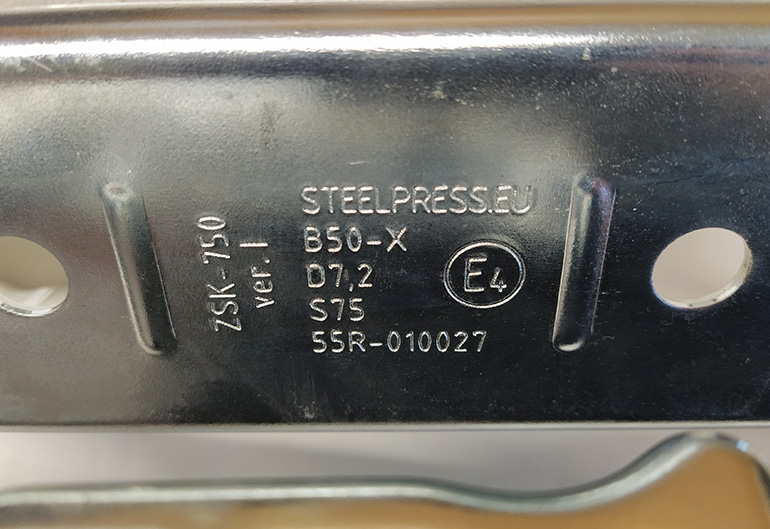 STEELPRESS.EU
B50-X
D7,2
S75
55R-010027
E4
ZSK-750
ver.I